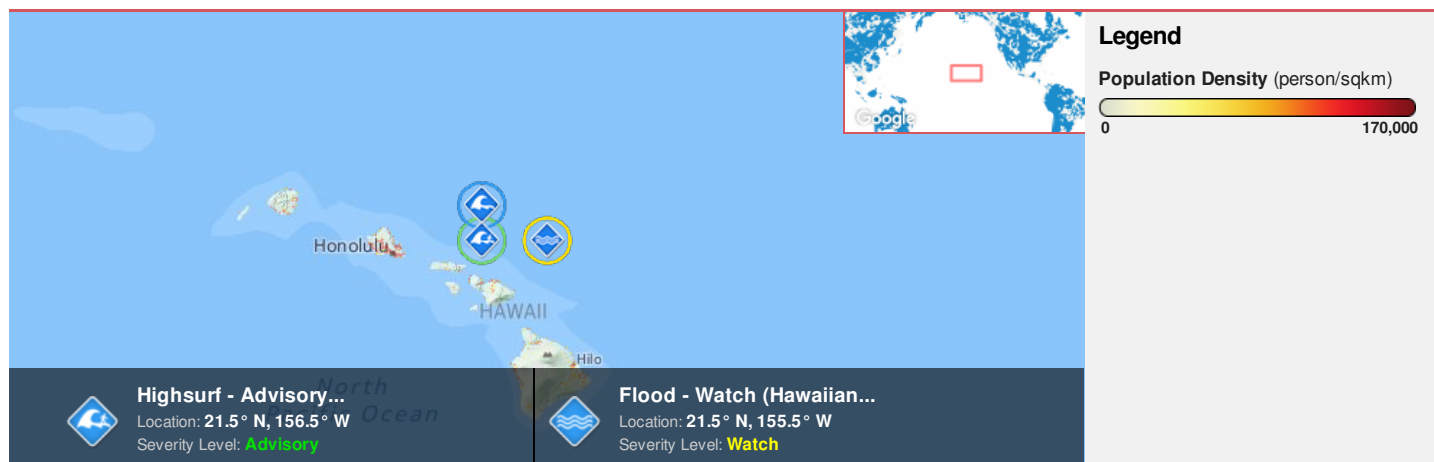 Google
Legend
Population Density (person/sqkm)
0
170,000
Honolulu
HAWAII
Hilo
North
Pacific Ocean
Highsurf - Advisory...
Location: 21.5° N, 156.5° W
Severity Level: Advisory
Flood - Watch (Hawaiian...
Location: 21.5° N, 155.5° W
Severity Level: Watch